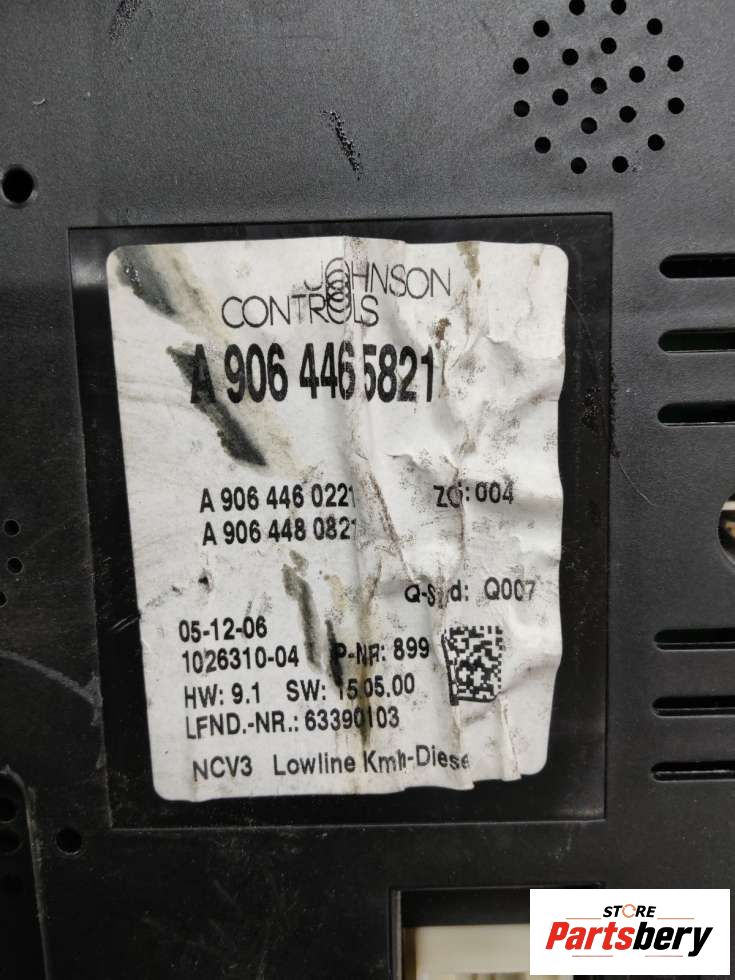 JOHNSON
CONTROLS
A 906 446 5821
A 906 446 0221 ZG: 004
A 906 448 0821
Q-Stand: Q007
05-12-06
1026310-04 P-NR: 899
HW: 9.1 SW: 15.05.00
LFND.-NR.: 63390103
NCV3 Lowline Kmh-Diesel
STORE
Partsbery